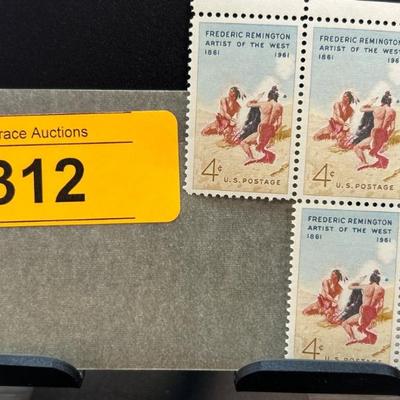 race Auctions
312
FREDERIC REMINGTON
ARTIST OF THE WEST
1861 1961
4¢
U.S. POSTAGE
FREDERIC REMINGTON
ARTIST OF THE WEST
1861 1961
4¢
U.S. POSTAGE
FREDERIC REMINGTON
ARTIST OF THE WEST
1861 1961
4¢
U.S. POSTAGE